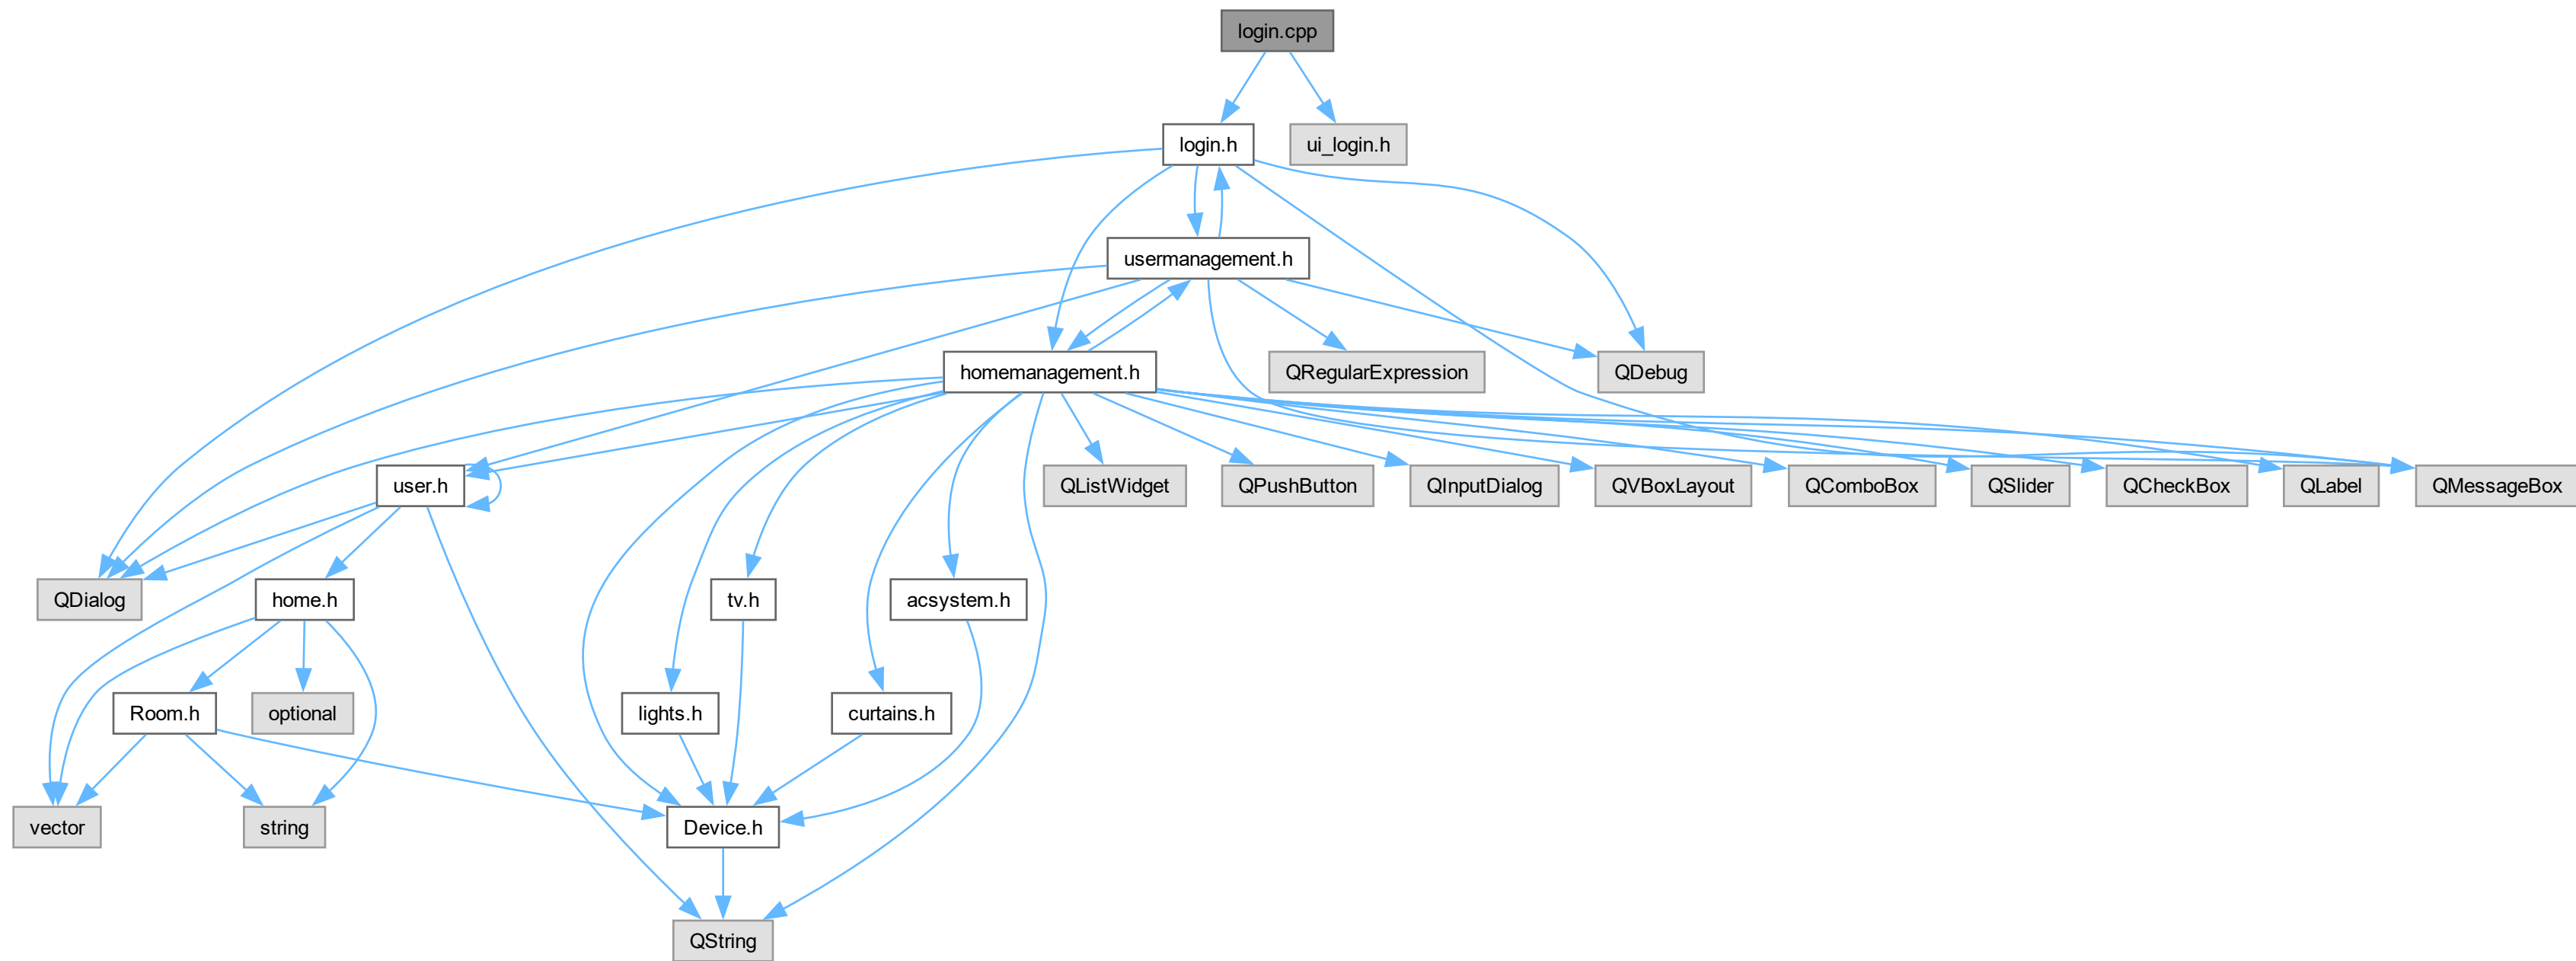 login.cpp
login.h
ui_login.h
usermanagement.h
homemanagement.h
QRegularExpression
QDebug
user.h
QListWidget
QPushButton
QInputDialog
QVBoxLayout
QComboBox
QSlider
QCheckBox
QLabel
QMessageBox
QDialog
home.h
tv.h
acsystem.h
Room.h
optional
lights.h
curtains.h
vector
string
Device.h
QString